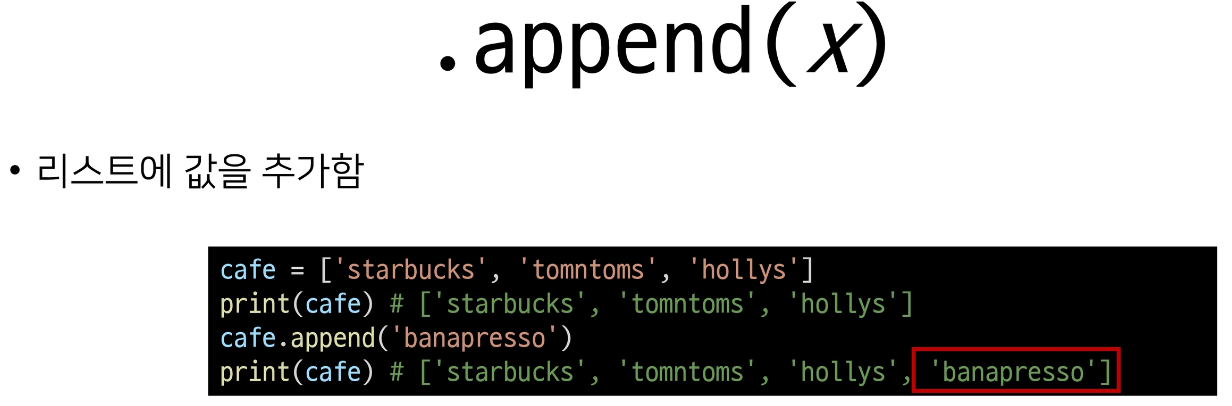 .append(x)
• 리스트에 값을 추가함
cafe = ['starbucks', 'tomntoms', 'hollys']
print(cafe) # ['starbucks', 'tomntoms', 'hollys']
cafe.append('banapresso')
print(cafe) # ['starbucks', 'tomntoms', 'hollys', 'banapresso']